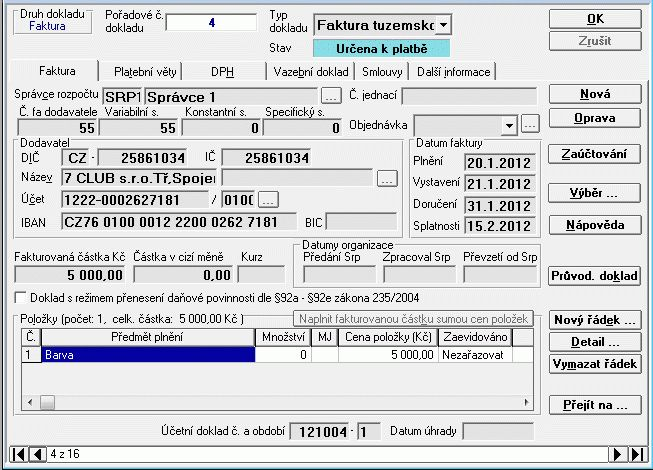 Druh dokladu
Faktura
Pořadové č. dokladu 4
Typ dokladu Faktura tuzemsko
Stav Určena k platbě
OK
Zrušit
Faktura Platební věty DPH Vazební doklad Smlouvy Další informace
Správce rozpočtu SRP1 Správce 1 ... Č. jednací
Č. fa dodavatele Variabilní s. Konstantní s. Specifický s.
55 55 0 0 Objednávka ...
Dodavatel
DIČ CZ - 25861034 IČ 25861034
Název 7 CLUB s.r.o.Tř,Spojen ...
Účet 1222-0002627181 / 0100 ...
IBAN CZ76 0100 0012 2200 0262 7181 BIC
Datum faktury
Plnění 20.1.2012
Vystavení 21.1.2012
Doručení 31.1.2012
Splatnosti 15.2.2012
Fakturovaná částka Kč Částka v cizí měně Kurz
5 000,00 0,00
Datumy organizace
Předání Srp Zpracoval Srp Převzetí od Srp
Doklad s režimem přenesení daňové povinnosti dle §92a - §92e zákona 235/2004
Položky (počet: 1, celk. částka: 5 000,00 Kč ) Naplnit fakturovanou částku sumou cen položek
Č. Předmět plnění Množství MJ Cena položky (Kč) Zaevidováno
1 Barva 0 5 000,00 Nezařazovat
Účetní doklad č. a období 121004 - 1 Datum úhrady
4 z 16
Nová
Oprava
Zaúčtování
Výběr ...
Nápověda
Průvod. doklad
Nový řádek ...
Detail ...
Vymazat řádek
Přejít na ...